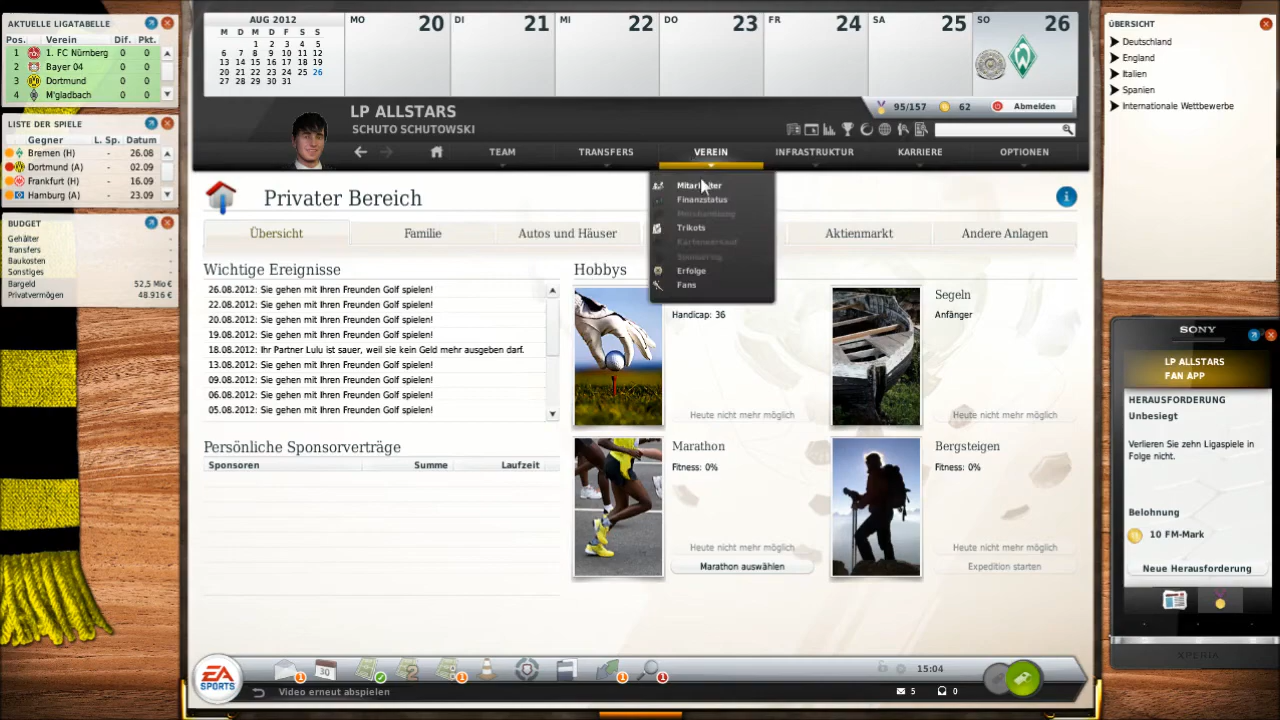 AKTUELLE LIGATABELLE
Pos. Verein Dif. Pkt.
1 1. FC Nürnberg 0 0
2 Bayer 04 0 0
3 Dortmund 0 0
4 M'gladbach 0 0
LISTE DER SPIELE
Gegner L. Sp. Datum
Bremen (H) - 26.08
Dortmund (A) - 02.09
Frankfurt (H) - 16.09
Hamburg (A) - 23.09
BUDGET
Gehälter -
Transfers -
Baukosten -
Sonstiges -
Bargeld 52,5 Mio €
Privatvermögen 48.916 €
AUG 2012
M D M D F S S
1 2 3 4 5
6 7 8 9 10 11 12
13 14 15 16 17 18 19
20 21 22 23 24 25 26
27 28 29 30 31
MO 20
DI 21
MI 22
DO 23
FR 24
SA 25
SO 26
LP ALLSTARS
SCHUTO SCHUTOWSKI
95/157 62 Abmelden
TEAM TRANSFERS VEREIN INFRASTRUKTUR KARRIERE OPTIONEN
Mitarbeiter
Finanzstatus
Merchandising
Trikots
Kartenverkauf
Sponsoring
Erfolge
Fans
Privater Bereich
Übersicht Familie Autos und Häuser Aktienmarkt Andere Anlagen
Wichtige Ereignisse
26.08.2012: Sie gehen mit Ihren Freunden Golf spielen!
22.08.2012: Sie gehen mit Ihren Freunden Golf spielen!
20.08.2012: Sie gehen mit Ihren Freunden Golf spielen!
19.08.2012: Sie gehen mit Ihren Freunden Golf spielen!
18.08.2012: Ihr Partner Lulu ist sauer, weil sie kein Geld mehr ausgeben darf.
13.08.2012: Sie gehen mit Ihren Freunden Golf spielen!
09.08.2012: Sie gehen mit Ihren Freunden Golf spielen!
06.08.2012: Sie gehen mit Ihren Freunden Golf spielen!
05.08.2012: Sie gehen mit Ihren Freunden Golf spielen!
Persönliche Sponsorverträge
Sponsoren Summe Laufzeit
Hobbys
Handicap: 36
Heute nicht mehr möglich
Segeln
Anfänger
Heute nicht mehr möglich
Marathon
Fitness: 0%
Heute nicht mehr möglich
Marathon auswählen
Bergsteigen
Fitness: 0%
Heute nicht mehr möglich
Expedition starten
ÜBERSICHT
Deutschland
England
Italien
Spanien
Internationale Wettbewerbe
SONY
LP ALLSTARS
FAN APP
HERAUSFORDERUNG
Unbesiegt
Verlieren Sie zehn Ligaspiele in
Folge nicht.
Belohnung
10 FM-Mark
Neue Herausforderung
XPERIA
EA
SPORTS
1 30 2 1 1 1
15:04
Video erneut abspielen
5 0